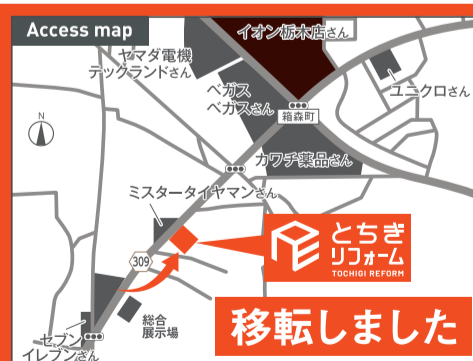 Access map
イオン栃木店さん
ヤマダ電機
テックランドさん
ベガス
ベガスさん
ユニクロさん
箱森町
N
カワチ薬品さん
ミスタータイヤマンさん
とちぎ
リフォーム
TOCHIGI REFORM
309
総合
展示場
移転しました
セブン
イレブンさん